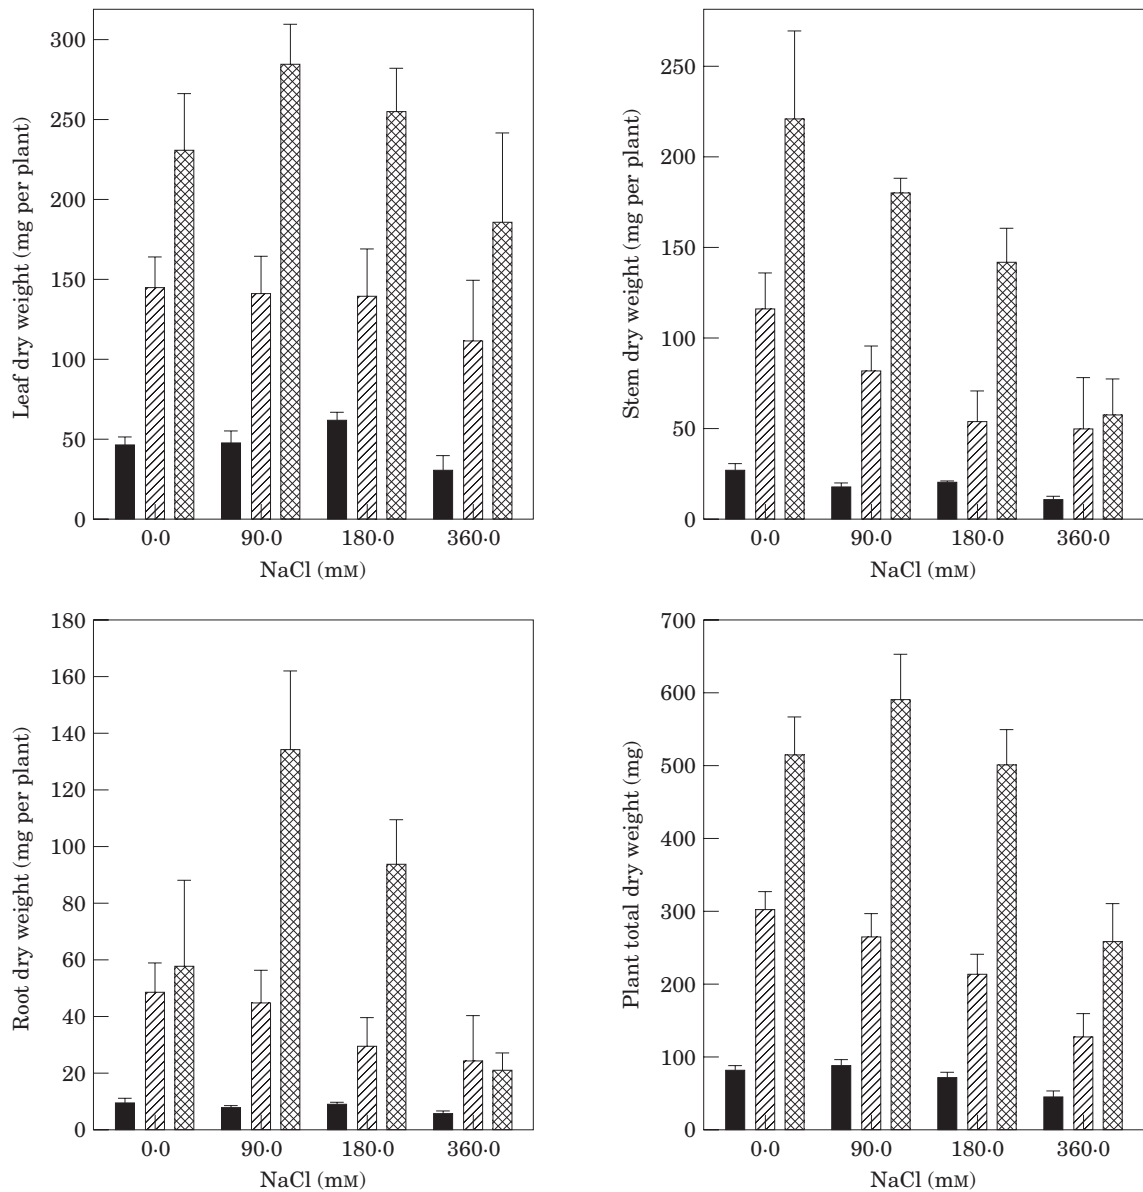 300
250
200
150
100
50
0
Leaf dry weight (mg per plant)
0·0 90·0 180·0 360·0
NaCl (mM)
250
200
150
100
50
0
Stem dry weight (mg per plant)
0·0 90·0 180·0 360·0
NaCl (mM)
180
160
140
120
100
80
60
40
20
0
Root dry weight (mg per plant)
0·0 90·0 180·0 360·0
NaCl (mM)
700
600
500
400
300
200
100
0
Plant total dry weight (mg)
0·0 90·0 180·0 360·0
NaCl (mM)